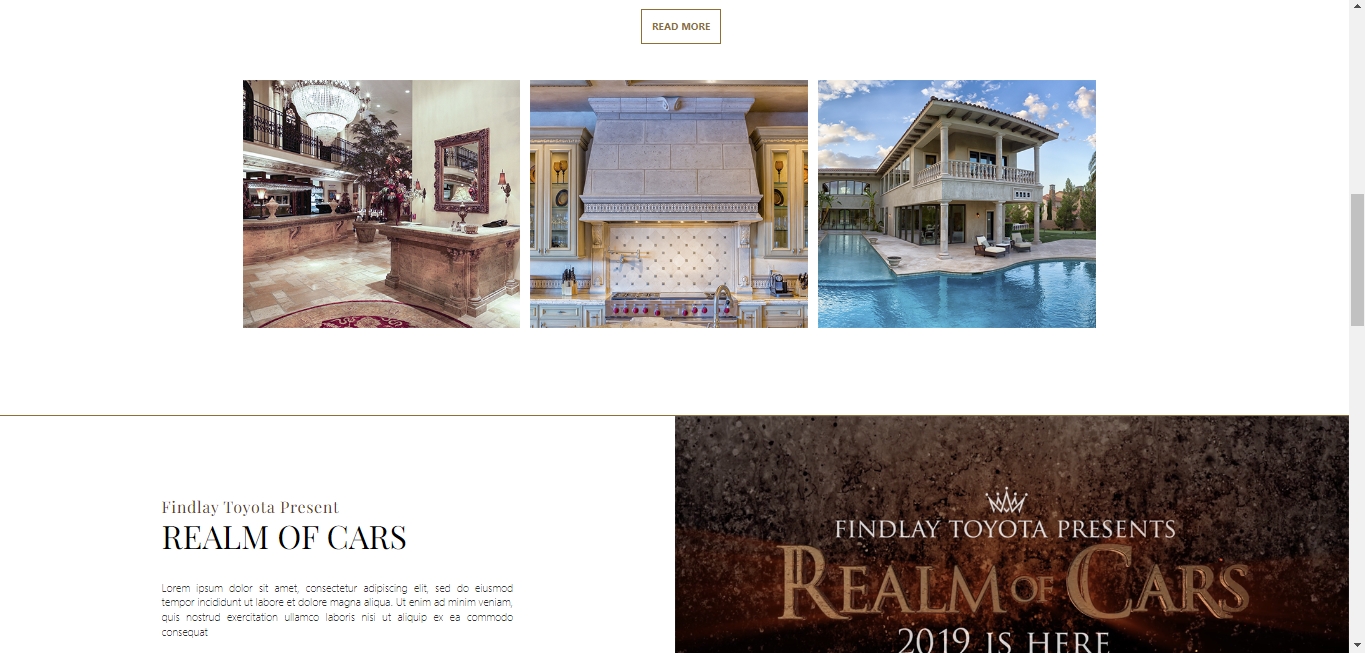 READ MORE
Findlay Toyota Present
REALM OF CARS
Lorem ipsum dolor sit amet, consectetur adipiscing elit, sed do eiusmod
tempor incididunt ut labore et dolore magna aliqua. Ut enim ad minim veniam,
quis nostrud exercitation ullamco laboris nisi ut aliquip ex ea commodo
consequat
FINDLAY TOYOTA PRESENTS
REALM OF CARS
2019 IS HERE